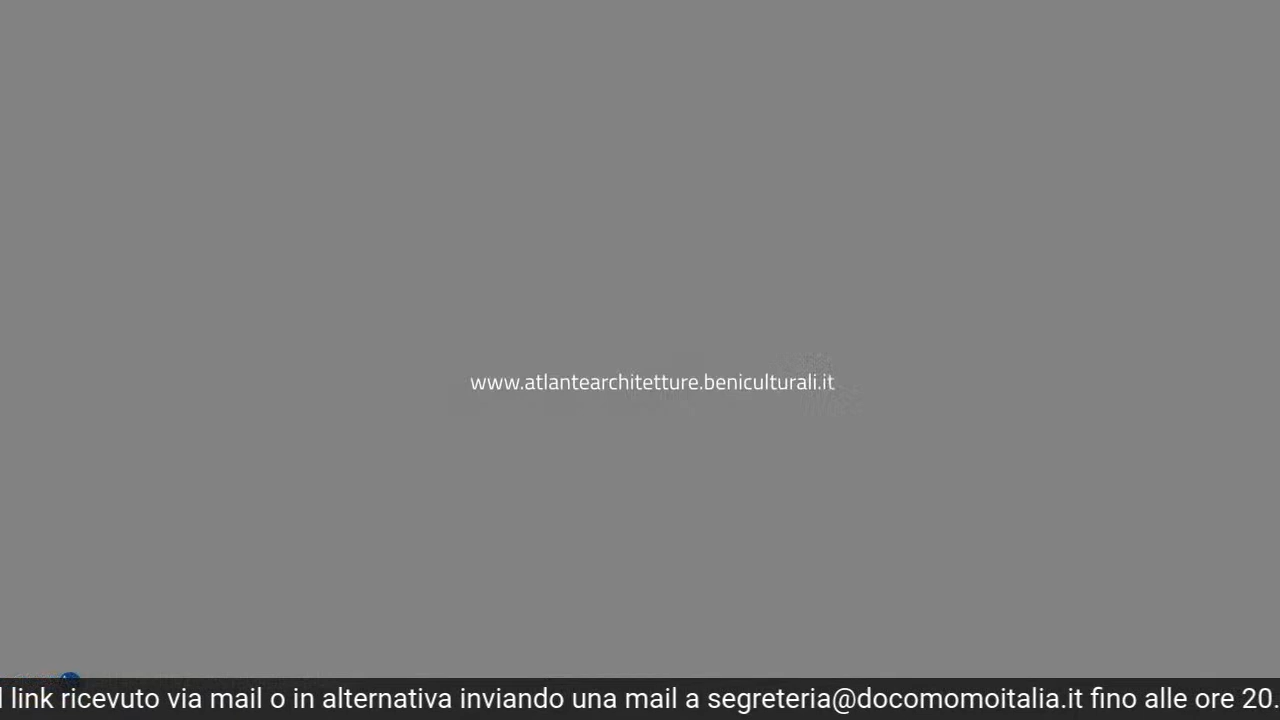 www.atlantearchitetture.beniculturali.it
link ricevuto via mail o in alternativa inviando una mail a segreteria@docomomoitalia.it fino alle ore 20.